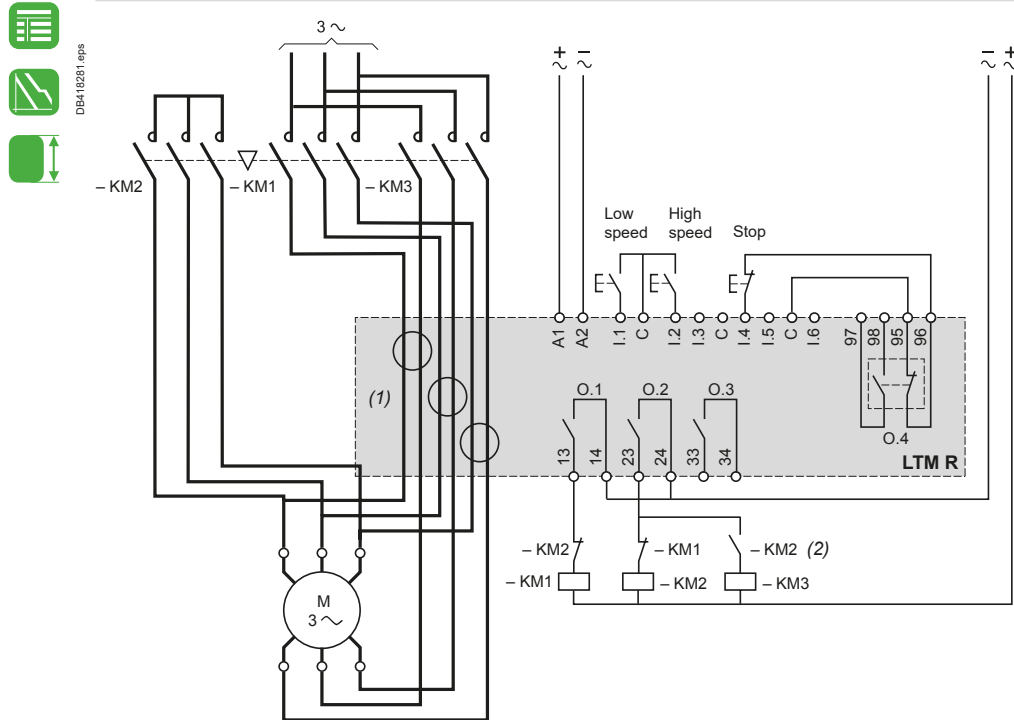 DB418281.eps
3 ∼
+ −
− +
– KM2 – KM1 – KM3
Low speed
High speed
Stop
A1 A2 I.1 C I.2 I.3 C I.4 I.5 C I.6 97 98 95 96
(1)
O.1 O.2 O.3
O.4
13 14 23 24 33 34
LTM R
– KM2 – KM1 – KM2 (2)
– KM1 – KM2 – KM3
M
3 ∼